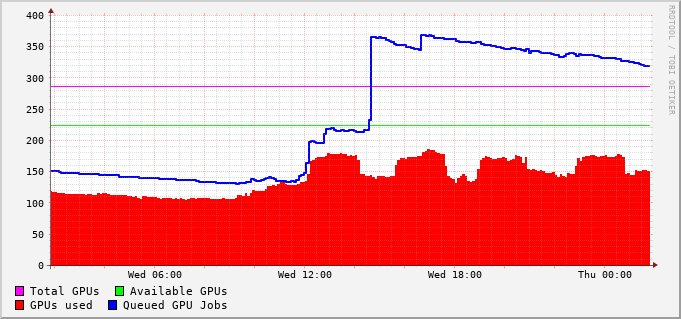 400
350
300
250
200
150
100
50
0
Wed 06:00 Wed 12:00 Wed 18:00 Thu 00:00
Total GPUs Available GPUs
GPUs used Queued GPU Jobs
RRDTOOL / TOBI OETIKER